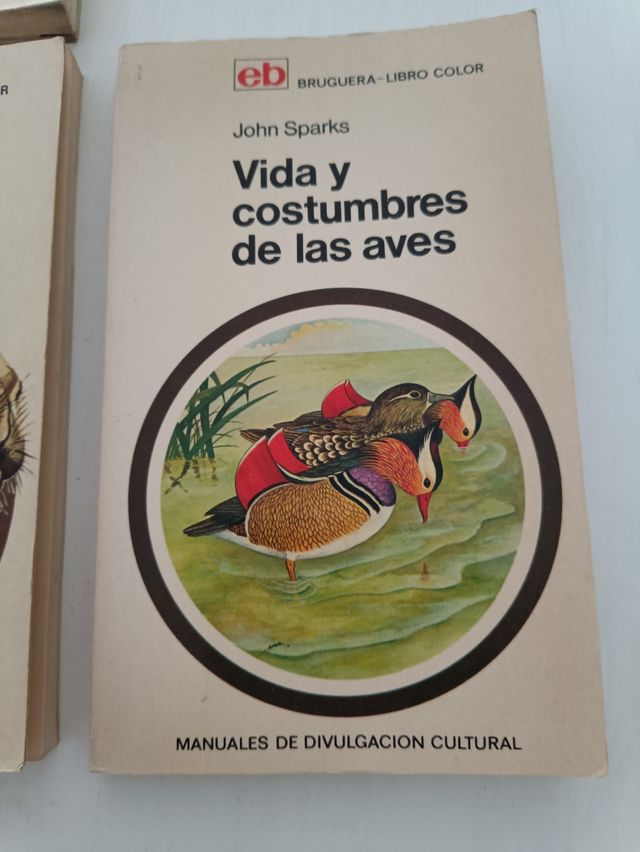 R
eb BRUGUERA-LIBRO COLOR
John Sparks
Vida y
costumbres
de las aves
MANUALES DE DIVULGACION CULTURAL